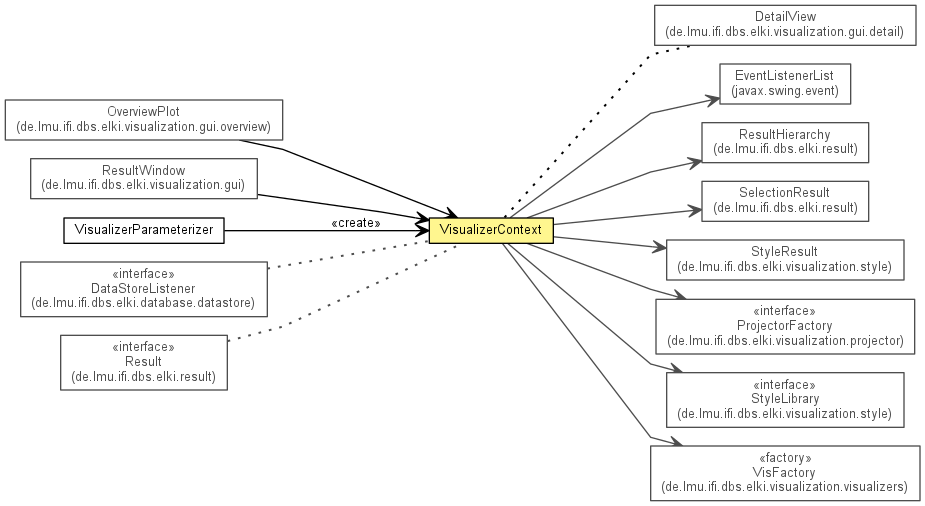 DetailView
(de.lmu.ifi.dbs.elki.visualization.gui.detail)
EventListenerList
(javax.swing.event)
OverviewPlot
(de.lmu.ifi.dbs.elki.visualization.gui.overview)
ResultHierarchy
(de.lmu.ifi.dbs.elki.result)
ResultWindow
(de.lmu.ifi.dbs.elki.visualization.gui)
SelectionResult
(de.lmu.ifi.dbs.elki.result)
VisualizerParameterizer
«create»
VisualizerContext
StyleResult
(de.lmu.ifi.dbs.elki.visualization.style)
«interface»
DataStoreListener
(de.lmu.ifi.dbs.elki.database.datastore)
«interface»
ProjectorFactory
(de.lmu.ifi.dbs.elki.visualization.projector)
«interface»
Result
(de.lmu.ifi.dbs.elki.result)
«interface»
StyleLibrary
(de.lmu.ifi.dbs.elki.visualization.style)
«factory»
VisFactory
(de.lmu.ifi.dbs.elki.visualization.visualizers)